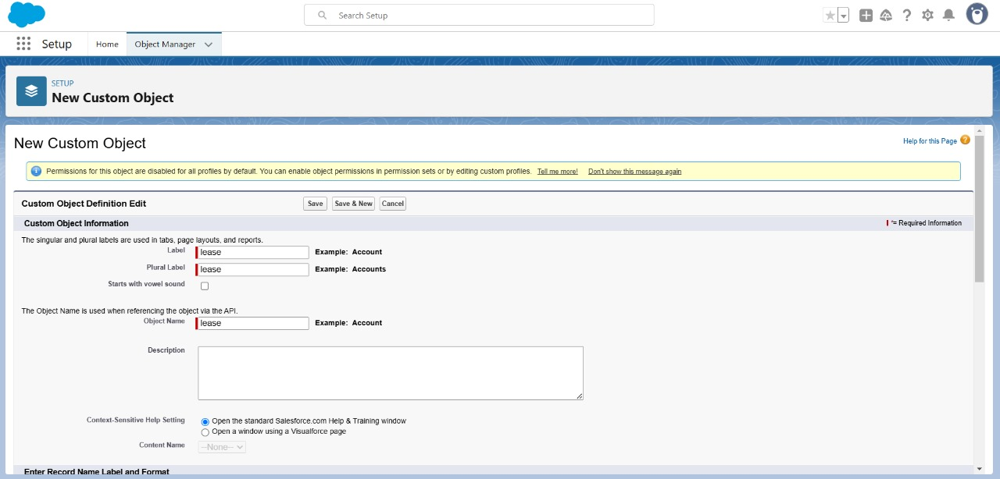 Search Setup
Setup
Home
Object Manager
SETUP
New Custom Object
New Custom Object
Help for this Page
Permissions for this object are disabled for all profiles by default. You can enable object permissions in permission sets or by editing custom profiles. Tell me more! Don't show this message again
Custom Object Definition Edit
Save
Save & New
Cancel
Custom Object Information
*= Required Information
The singular and plural labels are used in tabs, page layouts, and reports.
Label
lease
Example: Account
Plural Label
lease
Example: Accounts
Starts with vowel sound
The Object Name is used when referencing the object via the API.
Object Name
lease
Example: Account
Description
Context-Sensitive Help Setting
Open the standard Salesforce.com Help & Training window
Open a window using a Visualforce page
Content Name
--None--
Enter Record Name Label and Format